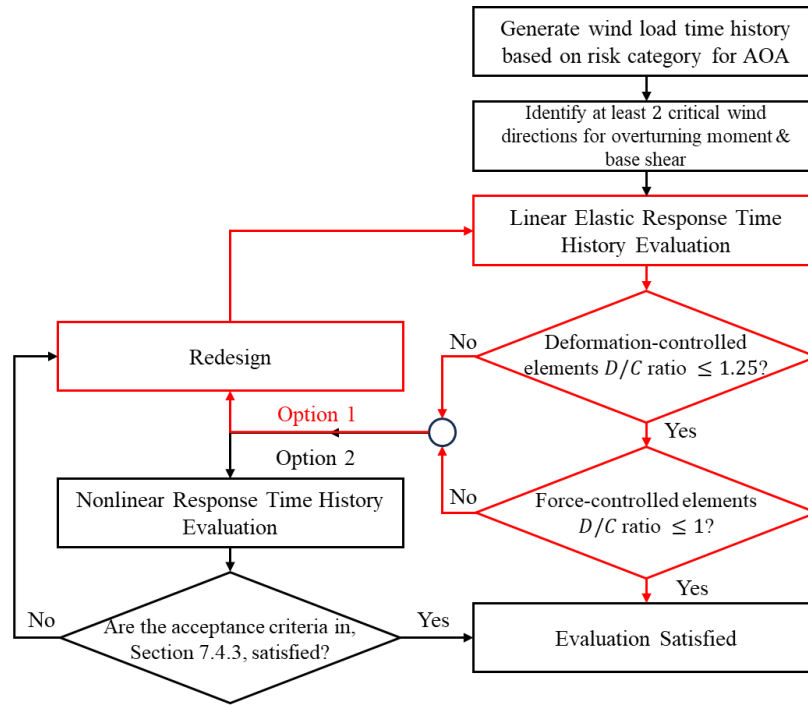 Generate wind load time history
based on risk category for AOA
Identify at least 2 critical wind
directions for overturning moment &
base shear
Linear Elastic Response Time
History Evaluation
No
Deformation-controlled
elements D/C ratio ≤ 1.25?
Redesign
Option 1
Yes
Option 2
Nonlinear Response Time History
Evaluation
No
Force-controlled elements
D/C ratio ≤ 1?
Yes
No
Are the acceptance criteria in,
Section 7.4.3, satisfied?
Yes
Evaluation Satisfied